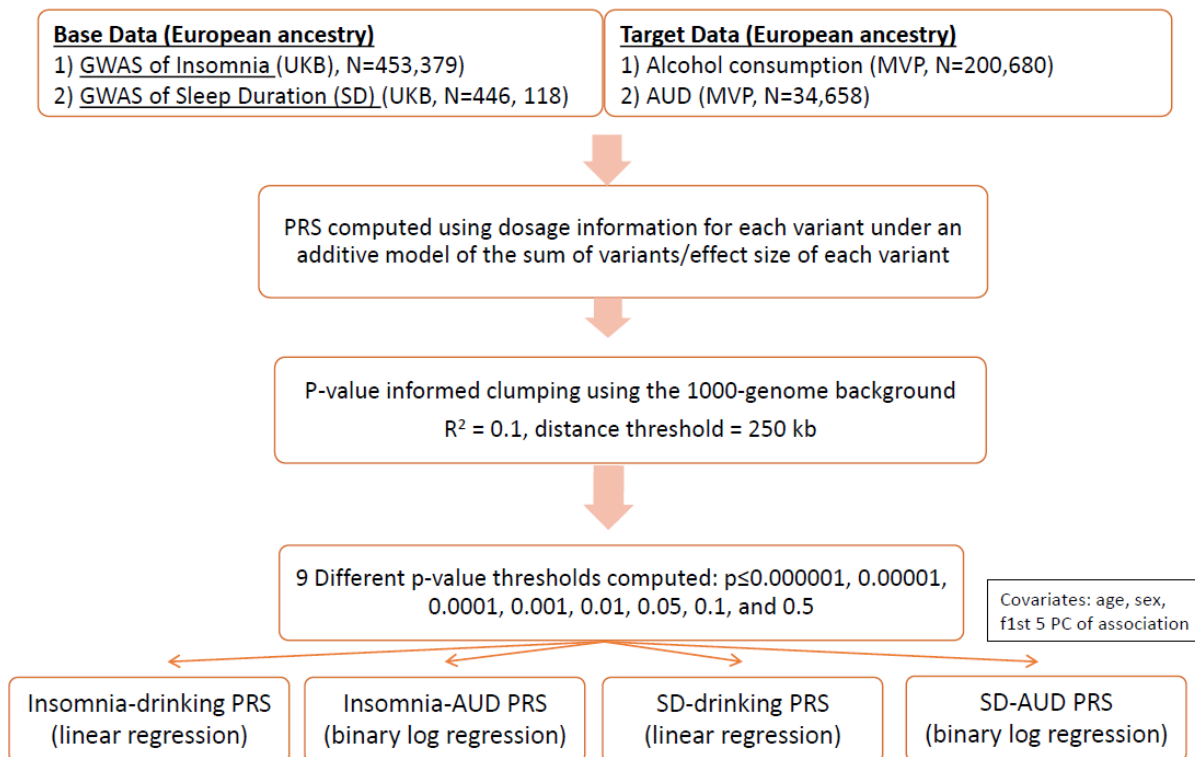 Base Data (European ancestry)
1) GWAS of Insomnia (UKB), N=453,379)
2) GWAS of Sleep Duration (SD) (UKB, N=446, 118)
Target Data (European ancestry)
1) Alcohol consumption (MVP, N=200,680)
2) AUD (MVP, N=34,658)
PRS computed using dosage information for each variant under an
additive model of the sum of variants/effect size of each variant
P-value informed clumping using the 1000-genome background
R² = 0.1, distance threshold = 250 kb
9 Different p-value thresholds computed: p≤0.000001, 0.00001,
0.0001, 0.001, 0.01, 0.05, 0.1, and 0.5
Covariates: age, sex,
f1st 5 PC of association
Insomnia-drinking PRS
(linear regression)
Insomnia-AUD PRS
(binary log regression)
SD-drinking PRS
(linear regression)
SD-AUD PRS
(binary log regression)